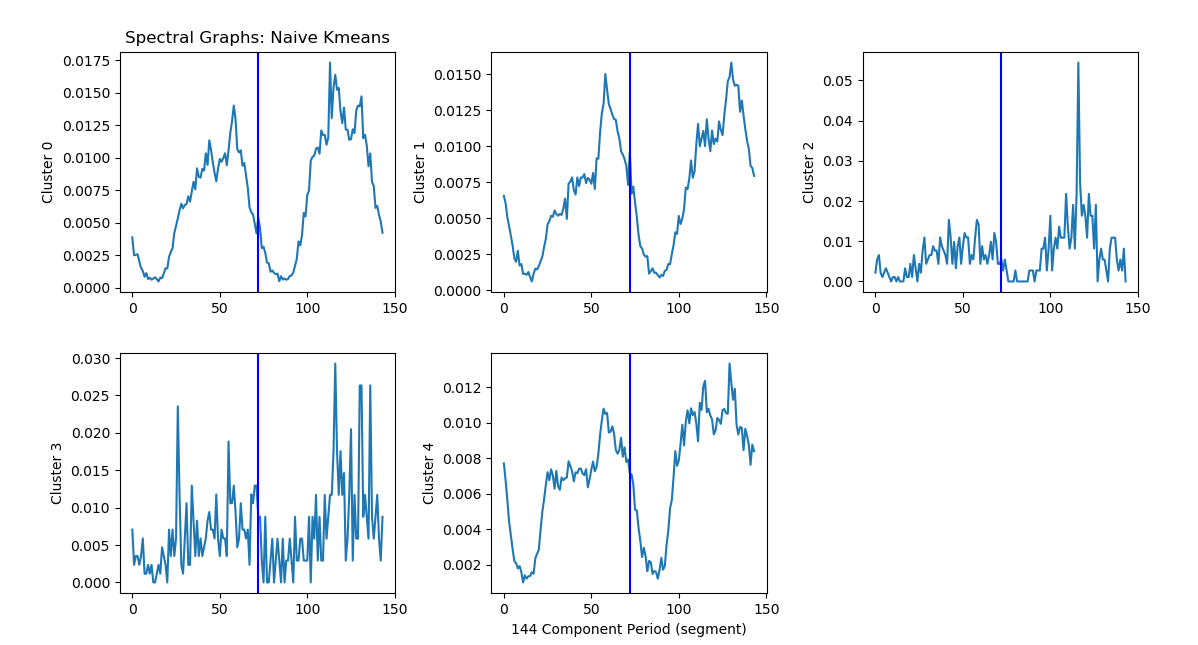 Spectral Graphs: Naive Kmeans
Cluster 0
0.0175
0.0150
0.0125
0.0100
0.0075
0.0050
0.0025
0.0000
0 50 100 150
Cluster 1
0.0150
0.0125
0.0100
0.0075
0.0050
0.0025
0.0000
0 50 100 150
Cluster 2
0.05
0.04
0.03
0.02
0.01
0.00
0 50 100 150
Cluster 3
0.030
0.025
0.020
0.015
0.010
0.005
0.000
0 50 100 150
Cluster 4
0.012
0.010
0.008
0.006
0.004
0.002
0 50 100 150
144 Component Period (segment)